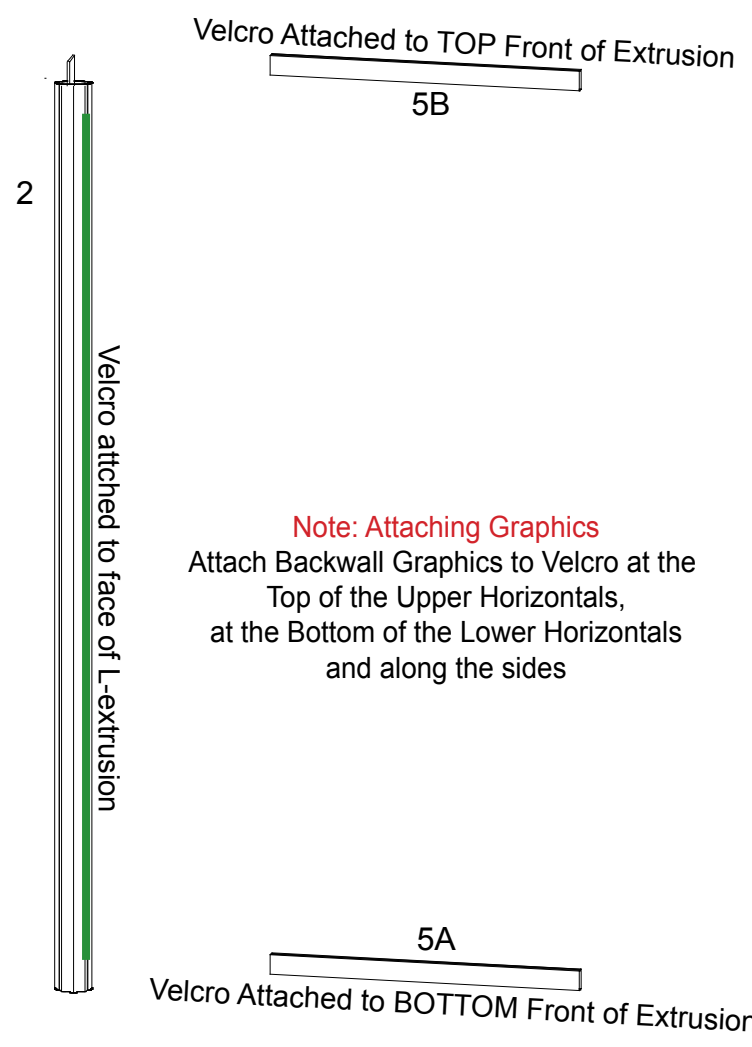 Velcro Attached to TOP Front of Extrusion
5B
2
Velcro attched to face of L-extrusion
Note: Attaching Graphics
Attach Backwall Graphics to Velcro at the
Top of the Upper Horizontals,
at the Bottom of the Lower Horizontals
and along the sides
5A
Velcro Attached to BOTTOM Front of Extrusion